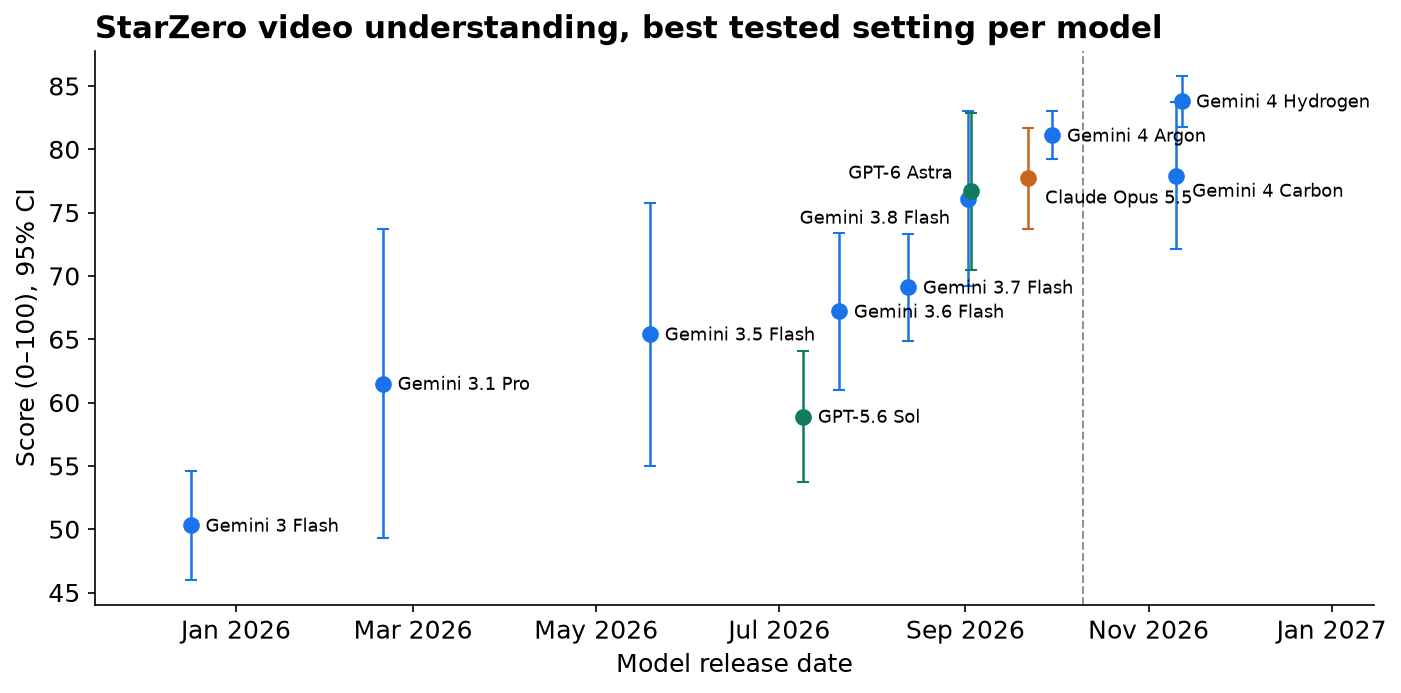 StarZero video understanding, best tested setting per model
Score (0–100), 95% CI
85
80
75
70
65
60
55
50
45
Gemini 4 Hydrogen
Gemini 4 Argon
GPT-6 Astra
Gemini 4 Carbon
Claude Opus 5.5
Gemini 3.8 Flash
Gemini 3.7 Flash
Gemini 3.6 Flash
Gemini 3.5 Flash
Gemini 3.1 Pro
GPT-5.6 Sol
Gemini 3 Flash
Jan 2026
Mar 2026
May 2026
Jul 2026
Sep 2026
Nov 2026
Jan 2027
Model release date